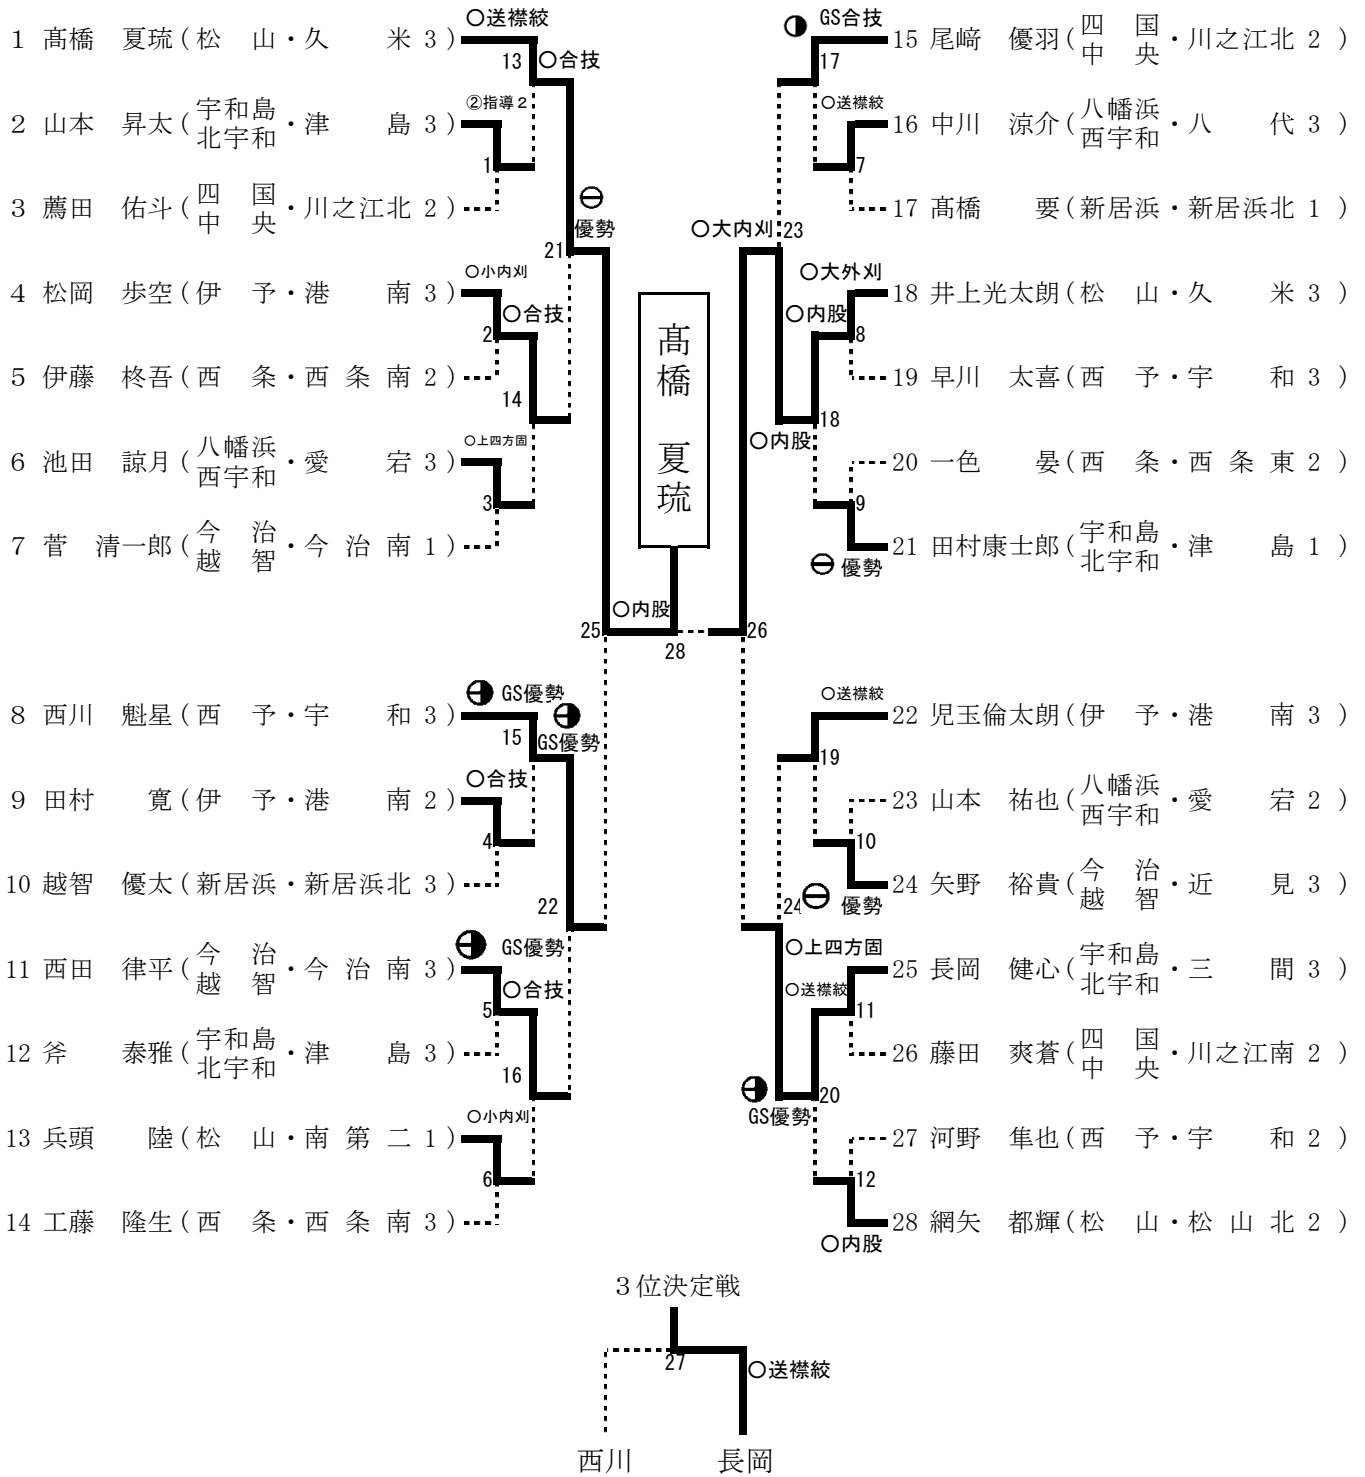 ○送襟絞
1 髙橋 夏琉(松 山・久 米 3)
13
○合技
②指導2
2 山本 昇太(宇和島北宇和・津 島 3)
1
3 薦田 佑斗(四国中央・川之江北 2)
⊖
優勢
21
○小内刈
4 松岡 歩空(伊 予・港 南 3)
○合技
2
5 伊藤 柊吾(西 条・西 条 南 2)
14
○上四方固
6 池田 諒月(八幡浜西宇和・愛 宕 3)
3
7 菅 清一郎(今治越智・今 治 南 1)
25
○内股
28
GS優勢
8 西川 魁星(西 予・宇 和 3)
15
GS優勢
○合技
9 田村 寛(伊 予・港 南 2)
4
10 越智 優太(新居浜・新居浜北 3)
22
GS優勢
11 西田 律平(今治越智・今 治 南 3)
5
○合技
12 斧 泰雅(宇和島北宇和・津 島 3)
16
○小内刈
13 兵頭 陸(松 山・南 第 二 1)
6
14 工藤 隆生(西 条・西 条 南 3)
髙橋 夏琉
GS合技
15 尾﨑 優羽(四国中央・川之江北 2)
17
○送襟絞
16 中川 涼介(八幡浜西宇和・八 代 3)
7
17 髙橋 要(新居浜・新居浜北 1)
○大内刈
23
○大外刈
18 井上光太朗(松 山・久 米 3)
○内股
8
19 早川 太喜(西 予・宇 和 3)
18
○内股
20 一色 晏(西 条・西 条 東 2)
9
21 田村康士郎(宇和島北宇和・津 島 1)
⊖ 優勢
26
○送襟絞
22 児玉倫太朗(伊 予・港 南 3)
19
23 山本 祐也(八幡浜西宇和・愛 宕 2)
10
24 矢野 裕貴(今治越智・近 見 3)
24
⊖ 優勢
○上四方固
25 長岡 健心(宇和島北宇和・三 間 3)
○送襟絞
11
26 藤田 爽蒼(四国中央・川之江南 2)
20
GS優勢
27 河野 隼也(西 予・宇 和 2)
12
28 網矢 都輝(松 山・松 山 北 2)
○内股
3位決定戦
27
○送襟絞
西川 長岡